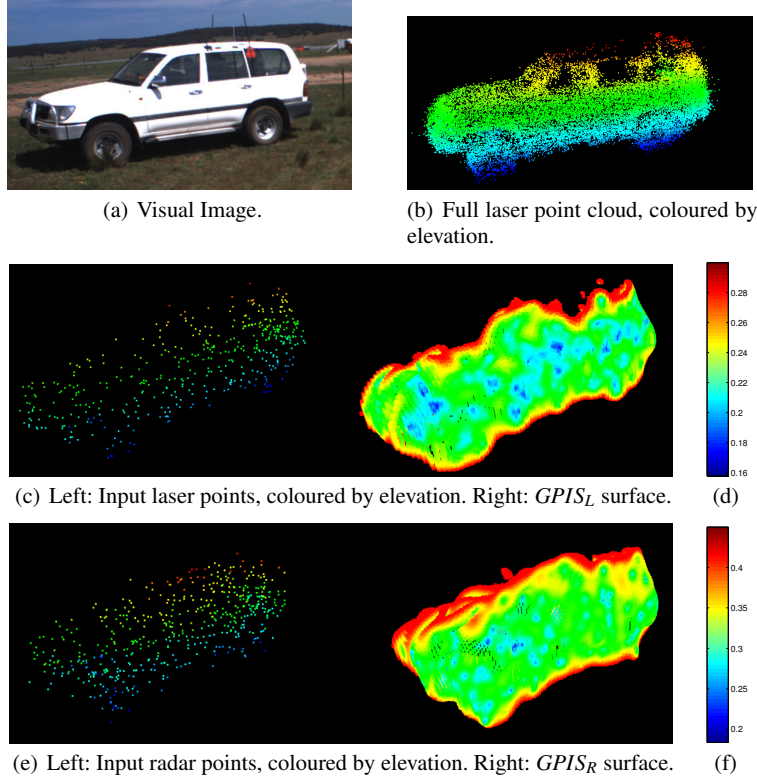 (a) Visual Image.
(b) Full laser point cloud, coloured by
elevation.
0.28
0.26
0.24
0.22
0.2
0.18
0.16
(c) Left: Input laser points, coloured by elevation. Right: GPIS_L surface.
(d)
0.4
0.35
0.3
0.25
0.2
(e) Left: Input radar points, coloured by elevation. Right: GPIS_R surface.
(f)